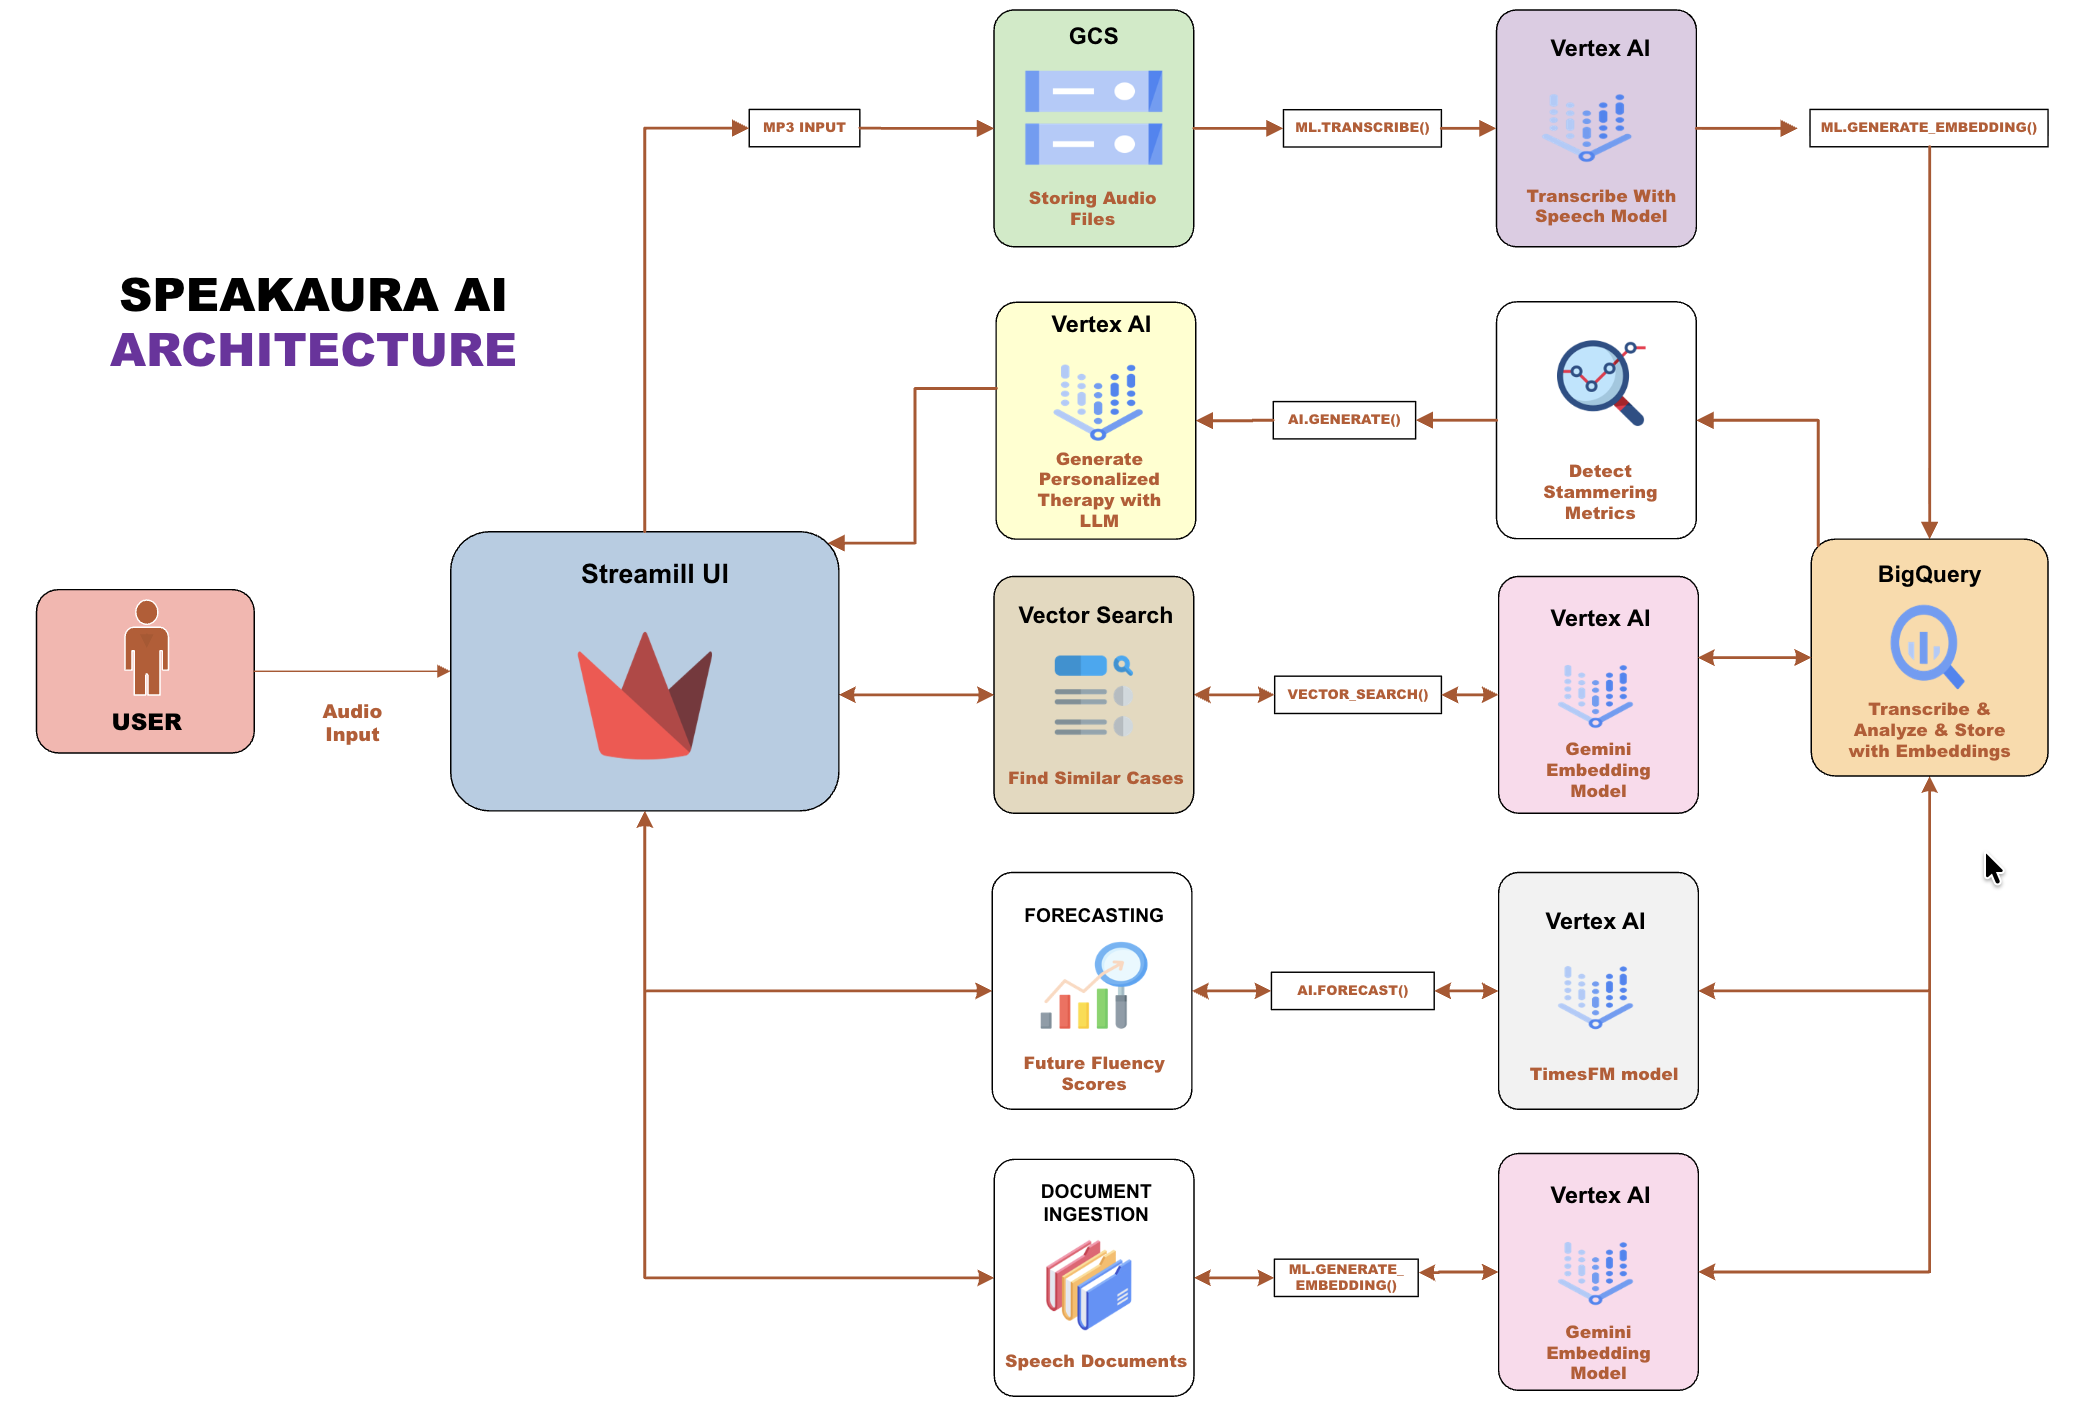 SPEAKAURA AI
ARCHITECTURE
USER
Audio
Input
Streamill UI
MP3 INPUT
GCS
Storing Audio
Files
ML.TRANSCRIBE()
Vertex AI
Transcribe With
Speech Model
ML.GENERATE_EMBEDDING()
Vertex AI
Generate
Personalized
Therapy with
LLM
AI.GENERATE()
Detect
Stammering
Metrics
Vector Search
Find Similar Cases
VECTOR_SEARCH()
Vertex AI
Gemini
Embedding
Model
BigQuery
Transcribe &
Analyze & Store
with Embeddings
FORECASTING
Future Fluency
Scores
AI.FORECAST()
Vertex AI
TimesFM model
DOCUMENT
INGESTION
Speech Documents
ML.GENERATE_
EMBEDDING()
Vertex AI
Gemini
Embedding
Model